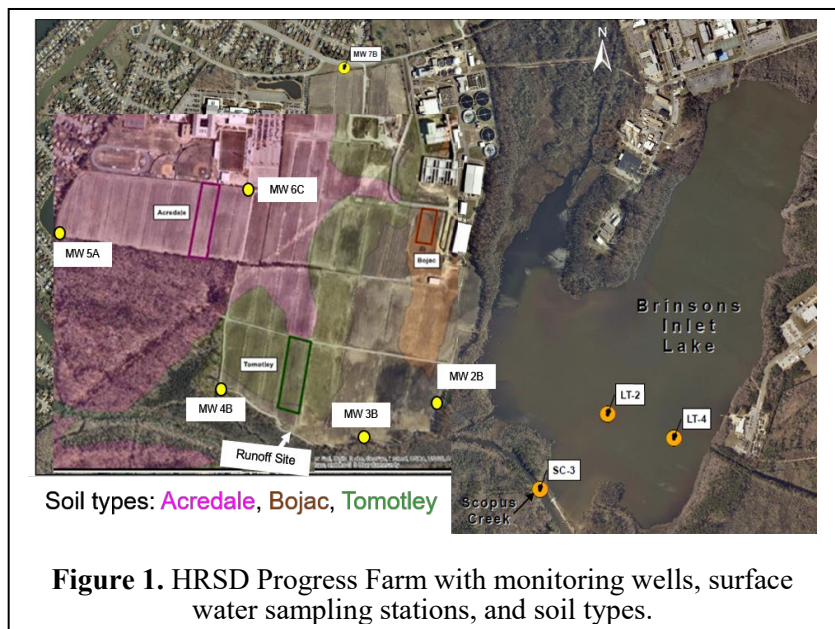 MW 7B
N
MW 6C
Acredale
MW 5A
Bojac
Brinsons
Inlet
Lake
Tomotley
MW 4B
MW 2B
MW 3B
LT-2
LT-4
Runoff Site
SC-3
Scopus
Creek
Soil types: Acredale, Bojac, Tomotley
Figure 1. HRSD Progress Farm with monitoring wells, surface
water sampling stations, and soil types.